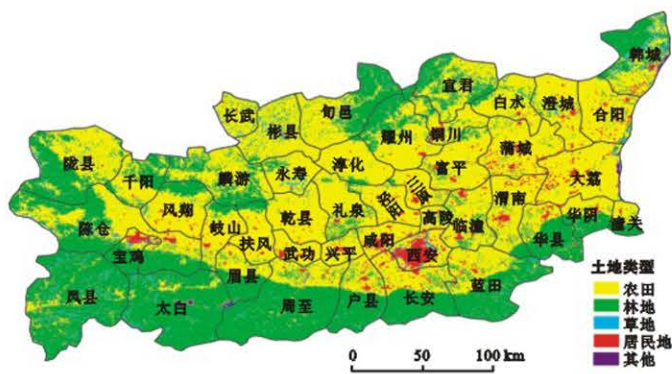 韩城
宜君
白水
澄城
合阳
长武
彬县
旬邑
耀州
铜川
蒲城
陇县
千阳
麟游
永寿
淳化
富平
大荔
陈仓
凤翔
岐山
乾县
礼泉
泾阳
三原
高陵
临潼
渭南
华阴
潼关
扶风
武功
兴平
咸阳
西安
华县
宝鸡
眉县
蓝田
凤县
太白
周至
户县
长安
土地类型
农田
林地
草地
居民地
其他
0 50 100 km